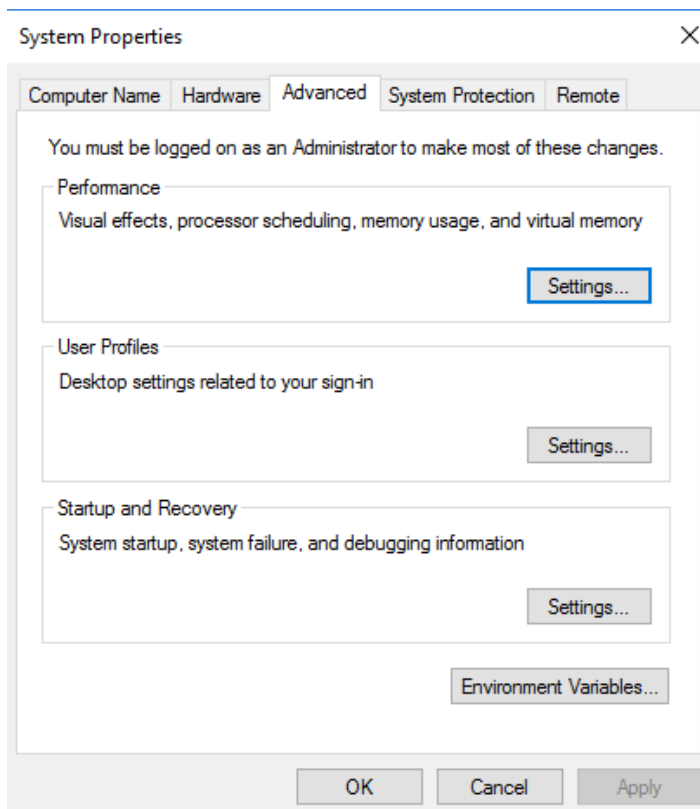 System Properties
Computer Name Hardware Advanced System Protection Remote
You must be logged on as an Administrator to make most of these changes.
Performance
Visual effects, processor scheduling, memory usage, and virtual memory
Settings...
User Profiles
Desktop settings related to your sign-in
Settings...
Startup and Recovery
System startup, system failure, and debugging information
Settings...
Environment Variables...
OK Cancel Apply